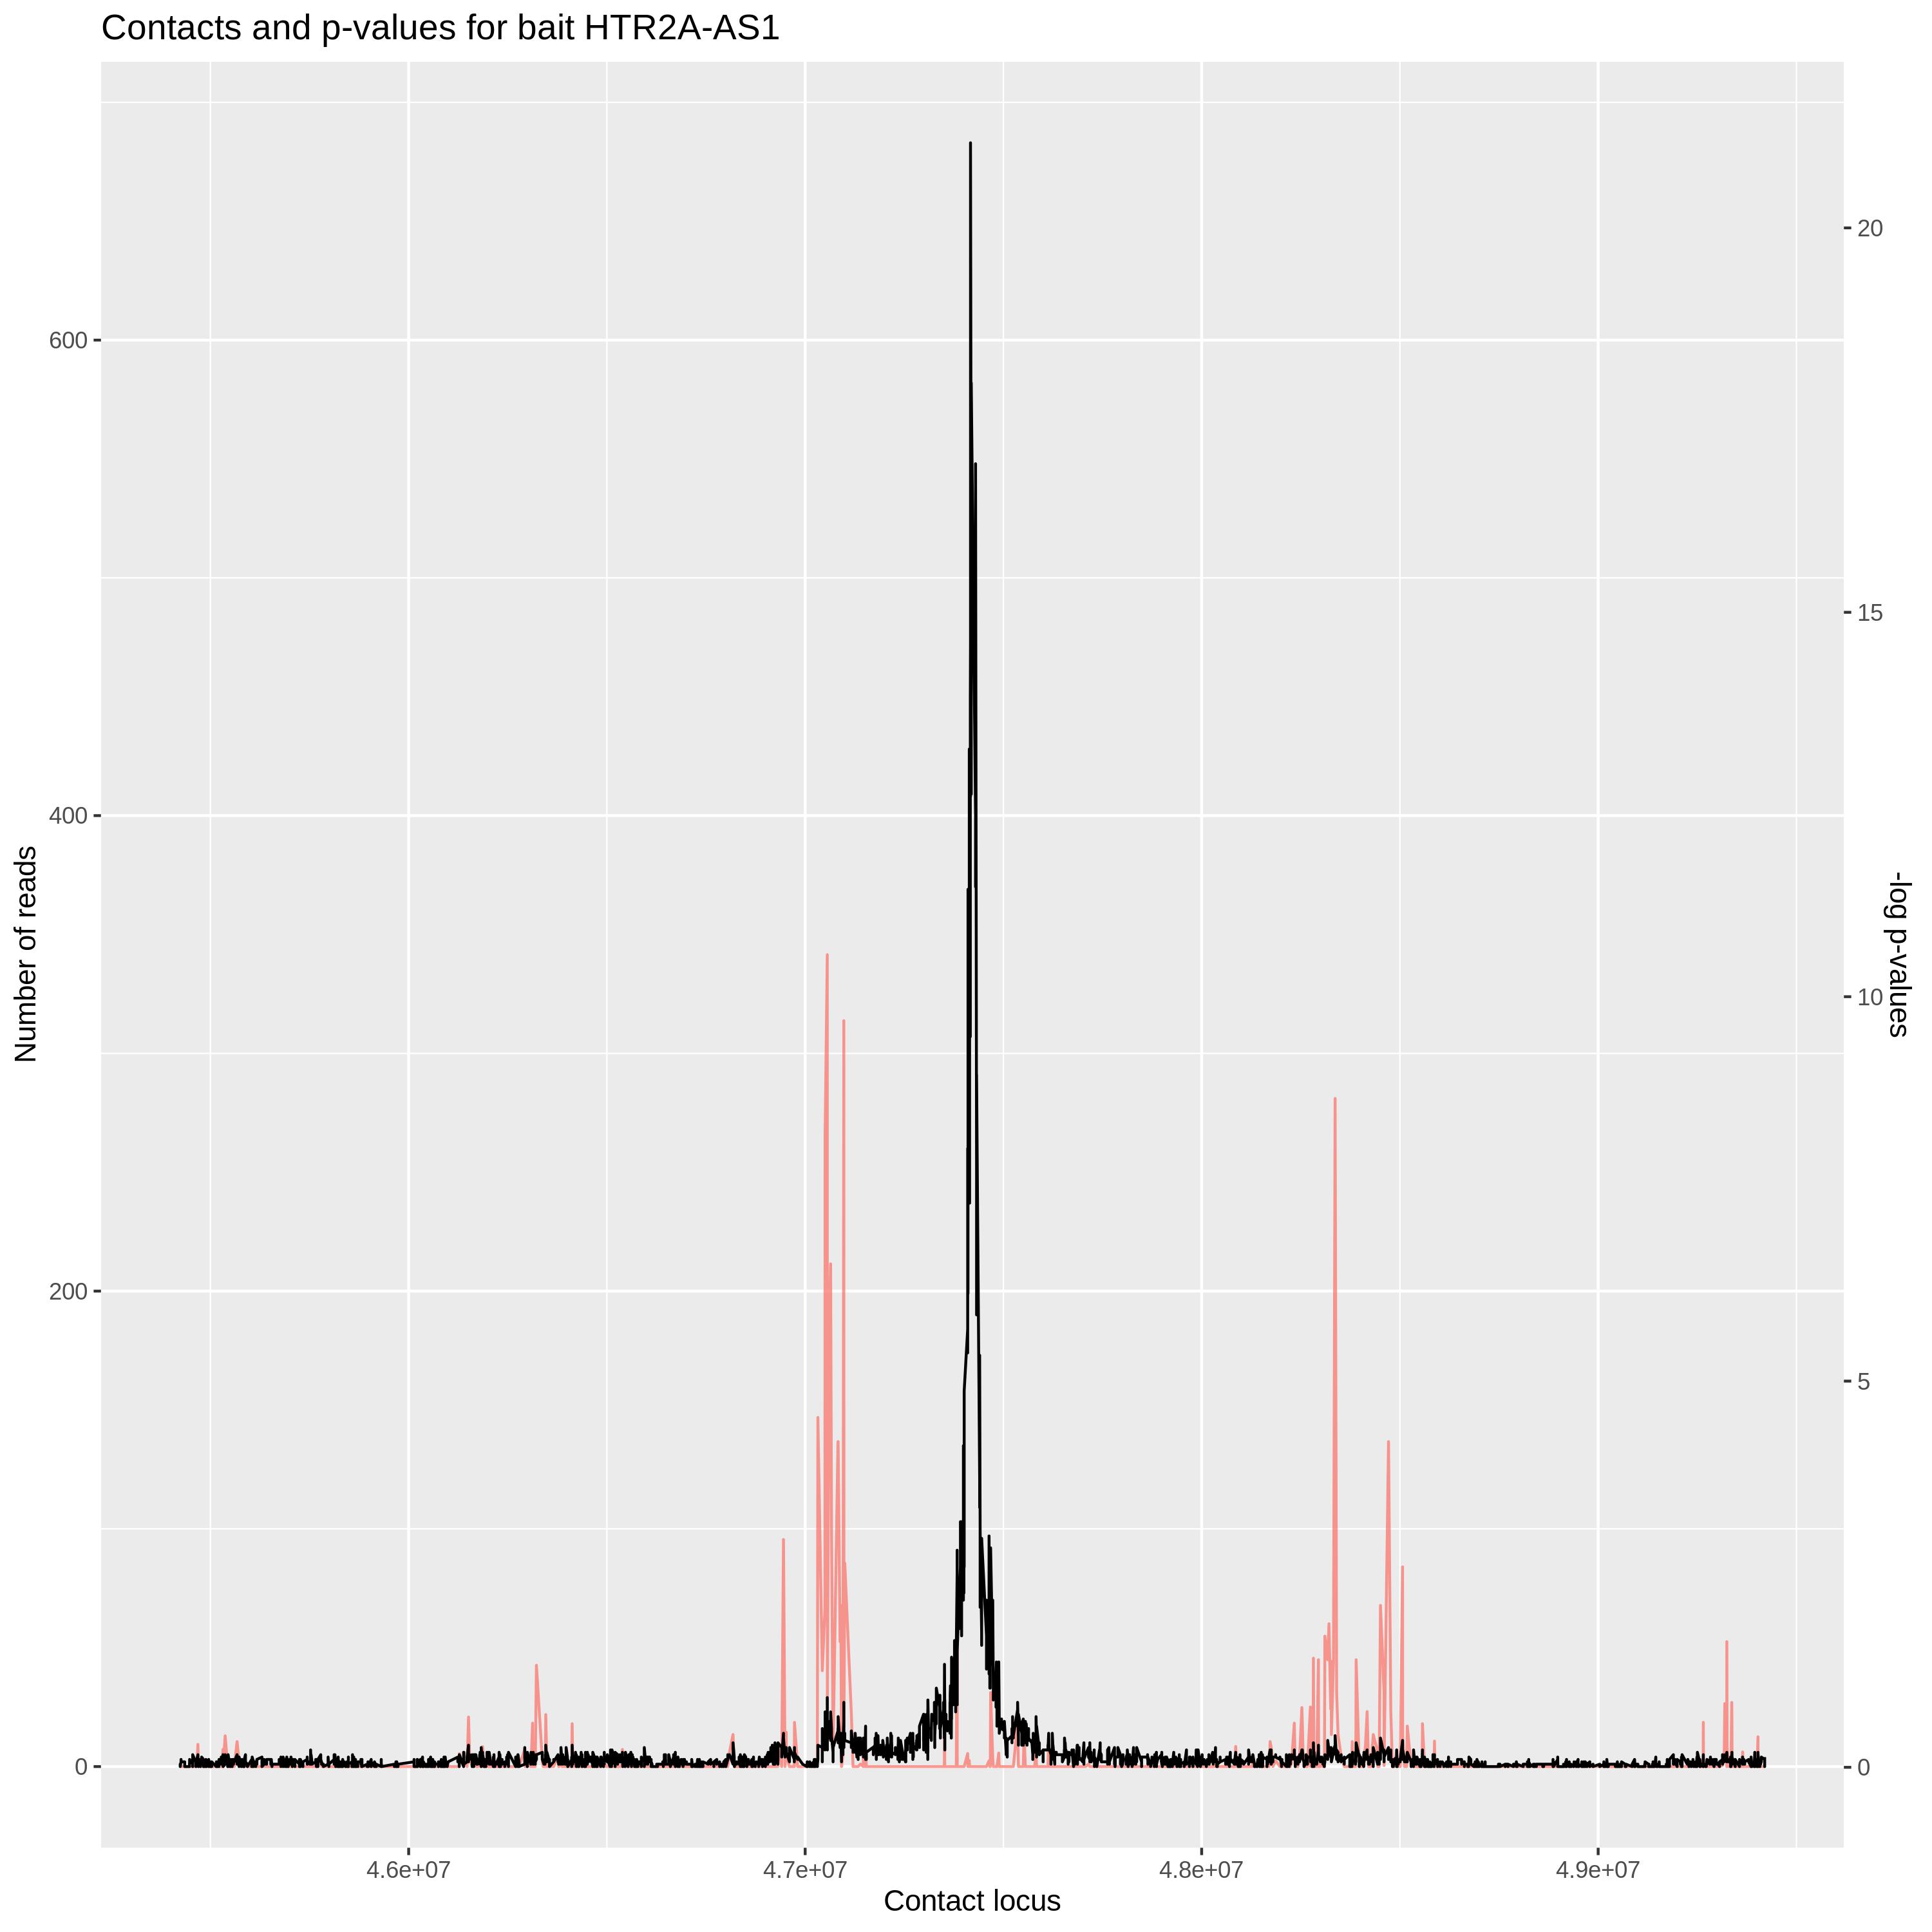 Contacts and p-values for bait HTR2A-AS1
600
400
200
0
Number of reads
20
15
10
5
0
-log p-values
4.6e+07
4.7e+07
4.8e+07
4.9e+07
Contact locus